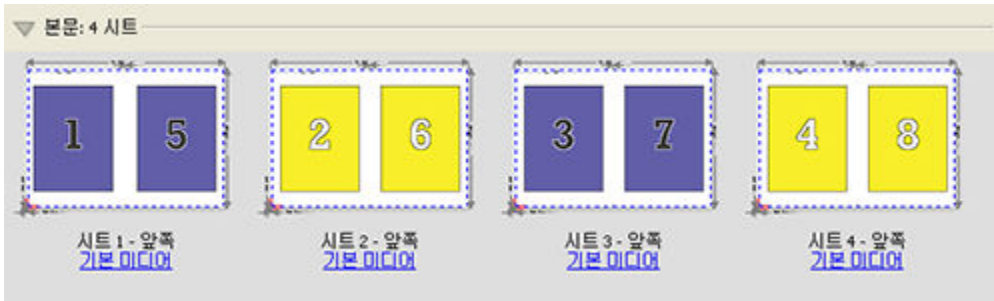 본문: 4 시트
1 5
2 6
3 7
4 8
시트 1 - 앞쪽
기본 미디어
시트 2 - 앞쪽
기본 미디어
시트 3 - 앞쪽
기본 미디어
시트 4 - 앞쪽
기본 미디어